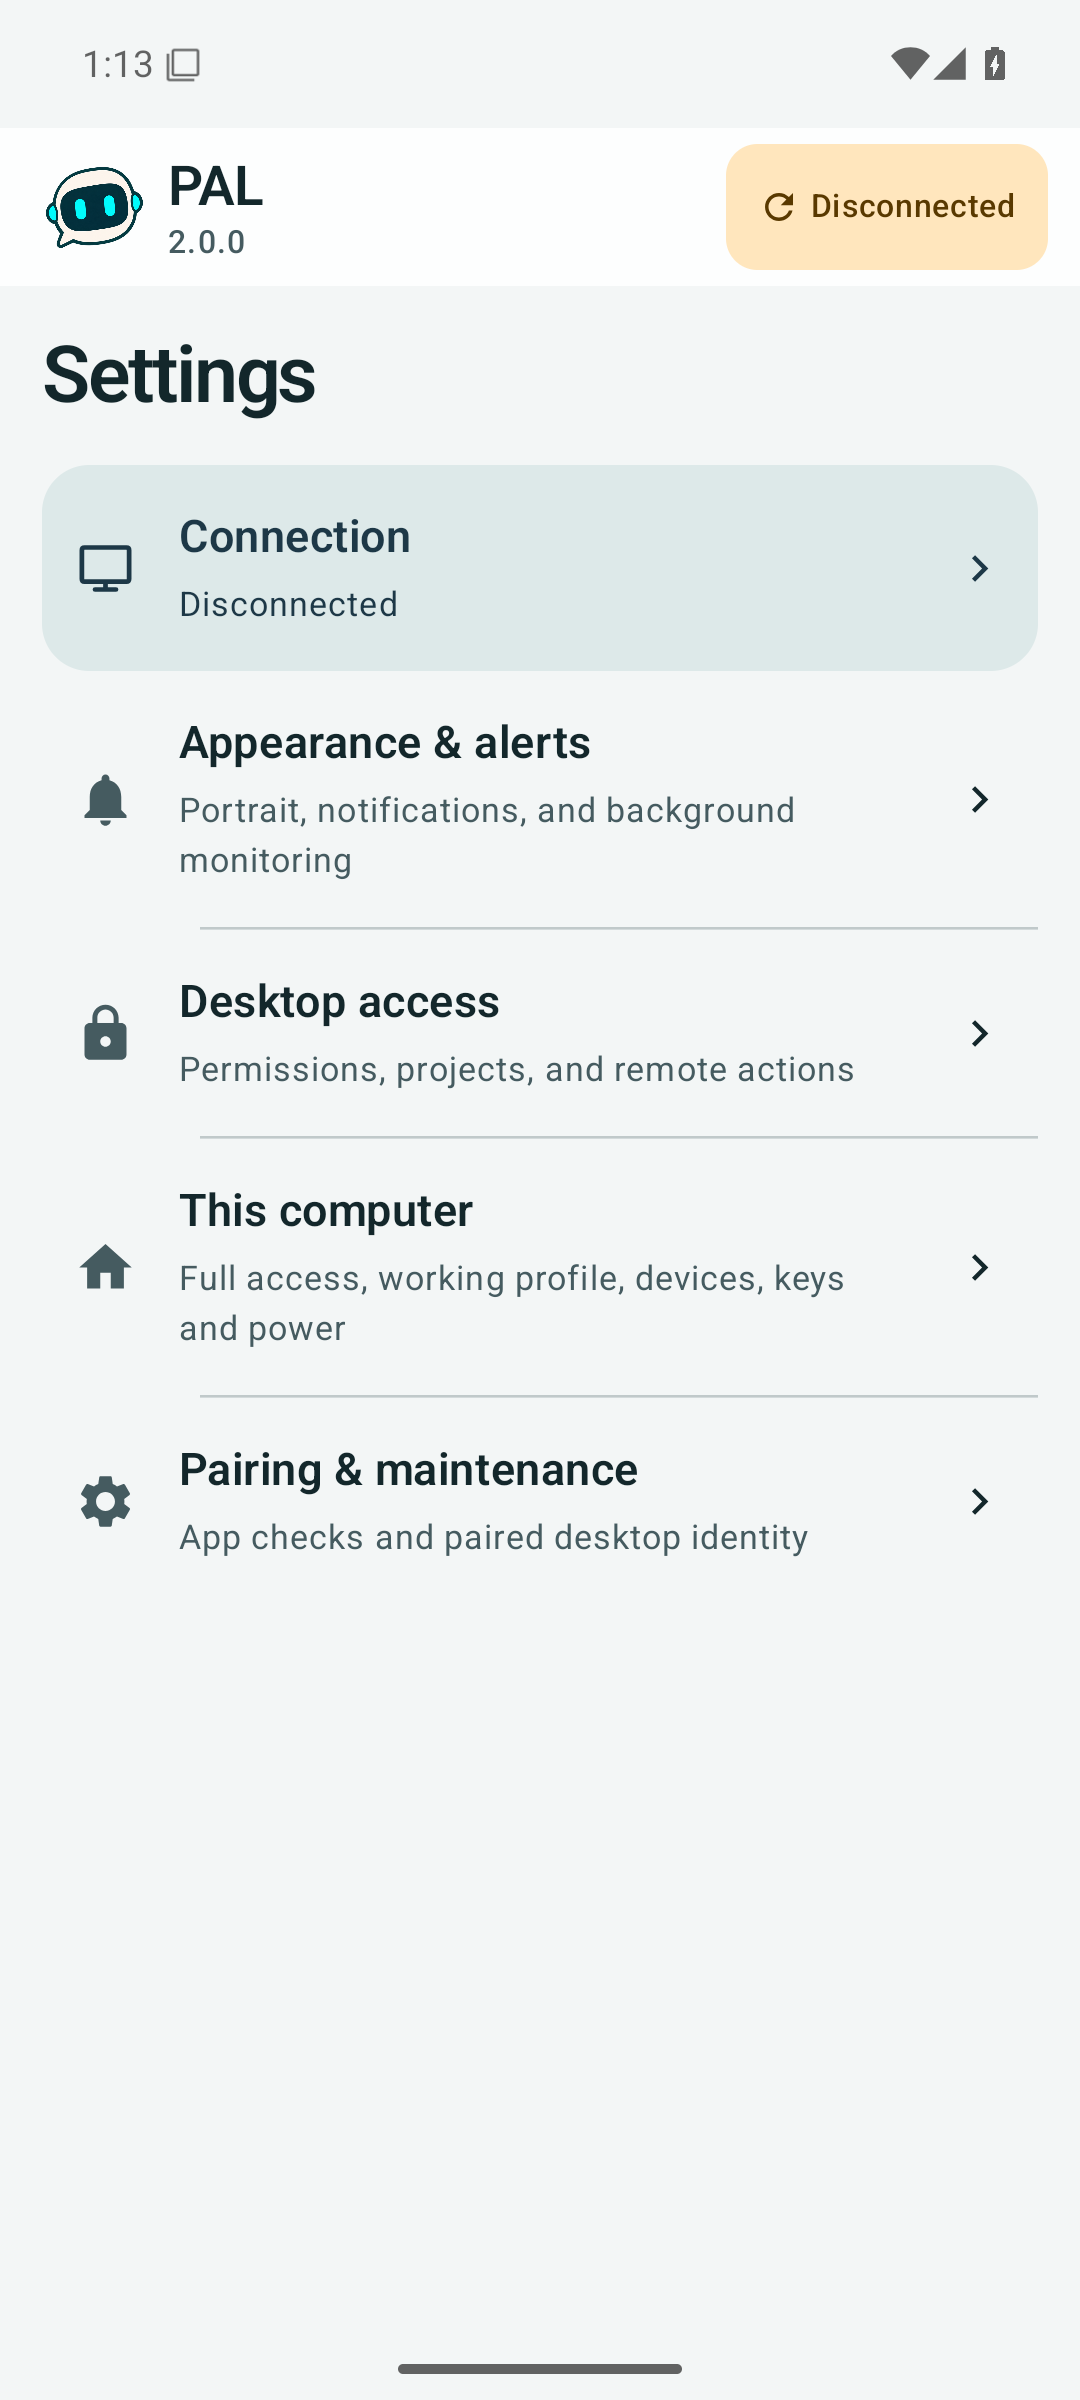 1:13
PAL
2.0.0
Disconnected
Settings
Connection
Disconnected
Appearance & alerts
Portrait, notifications, and background
monitoring
Desktop access
Permissions, projects, and remote actions
This computer
Full access, working profile, devices, keys
and power
Pairing & maintenance
App checks and paired desktop identity